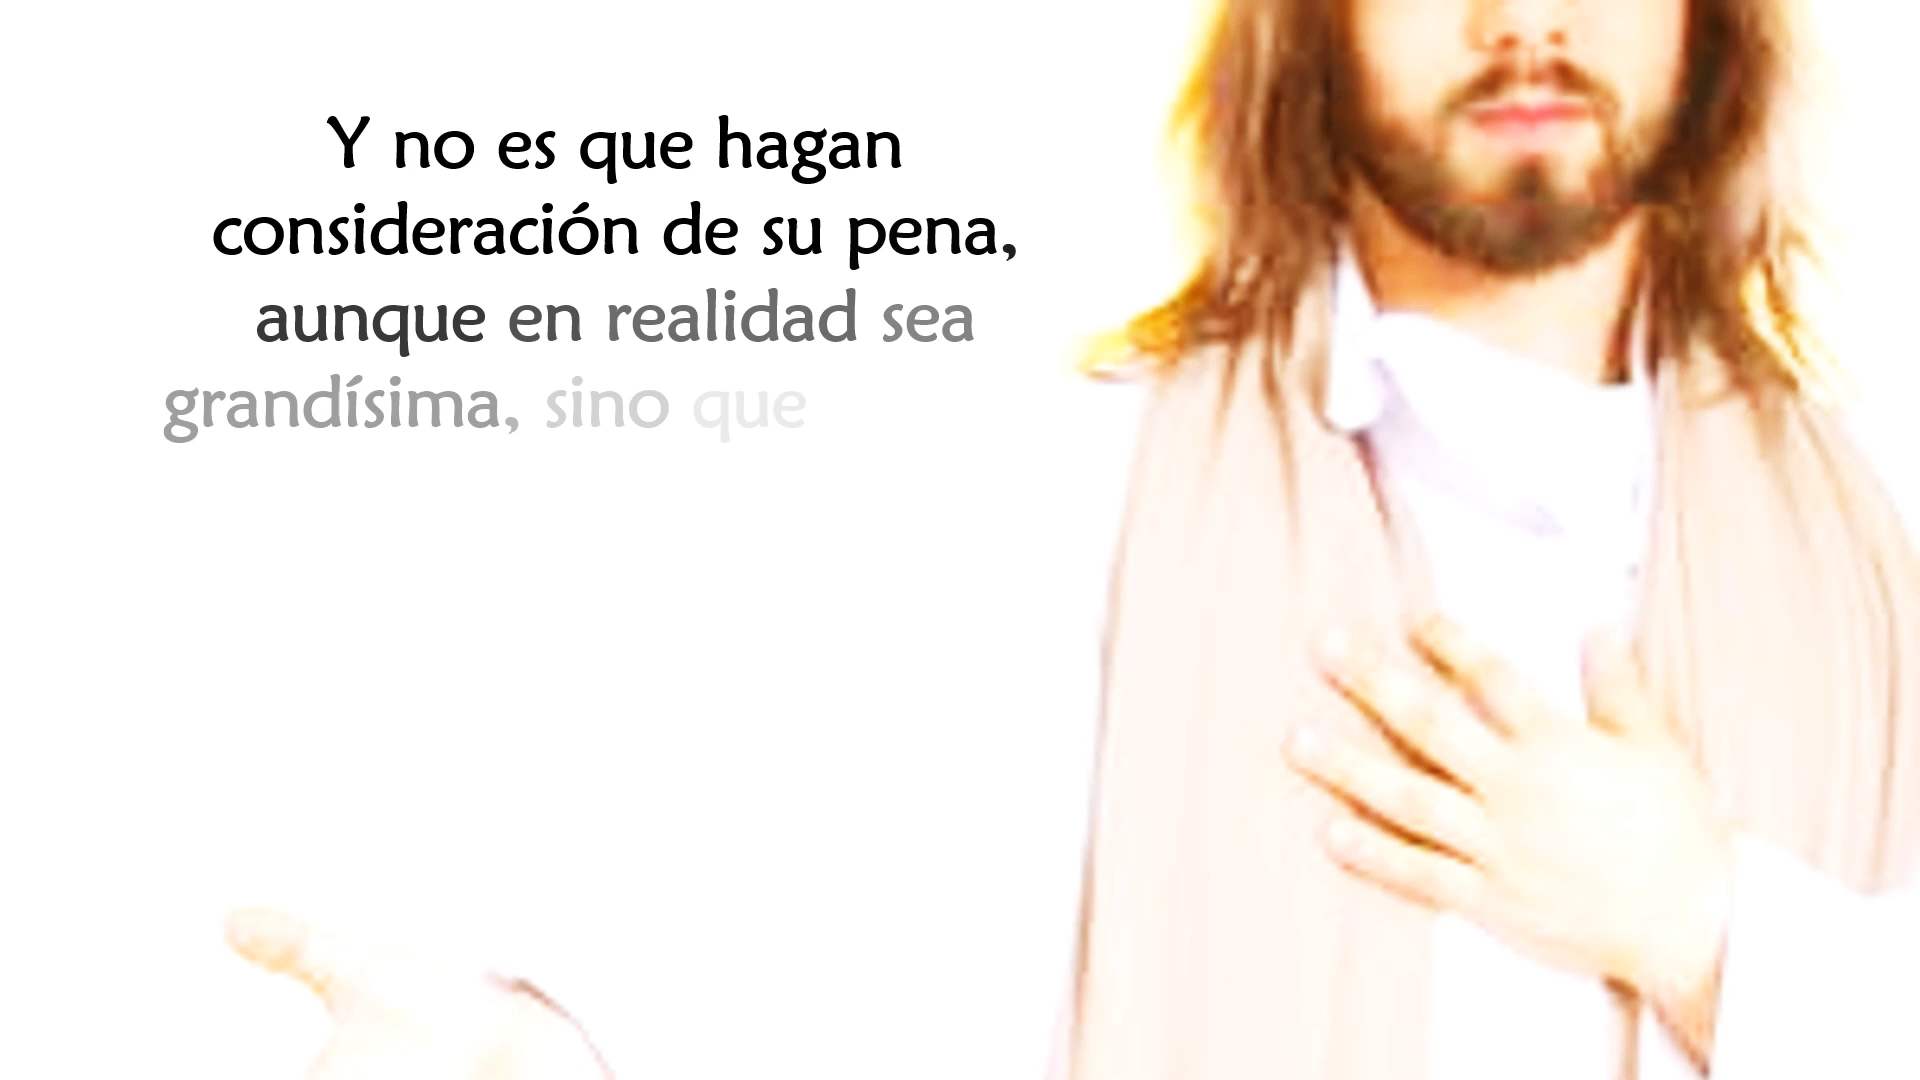 Y no es que hagan
consideración de su pena,
aunque en realidad sea
grandísima, sino que